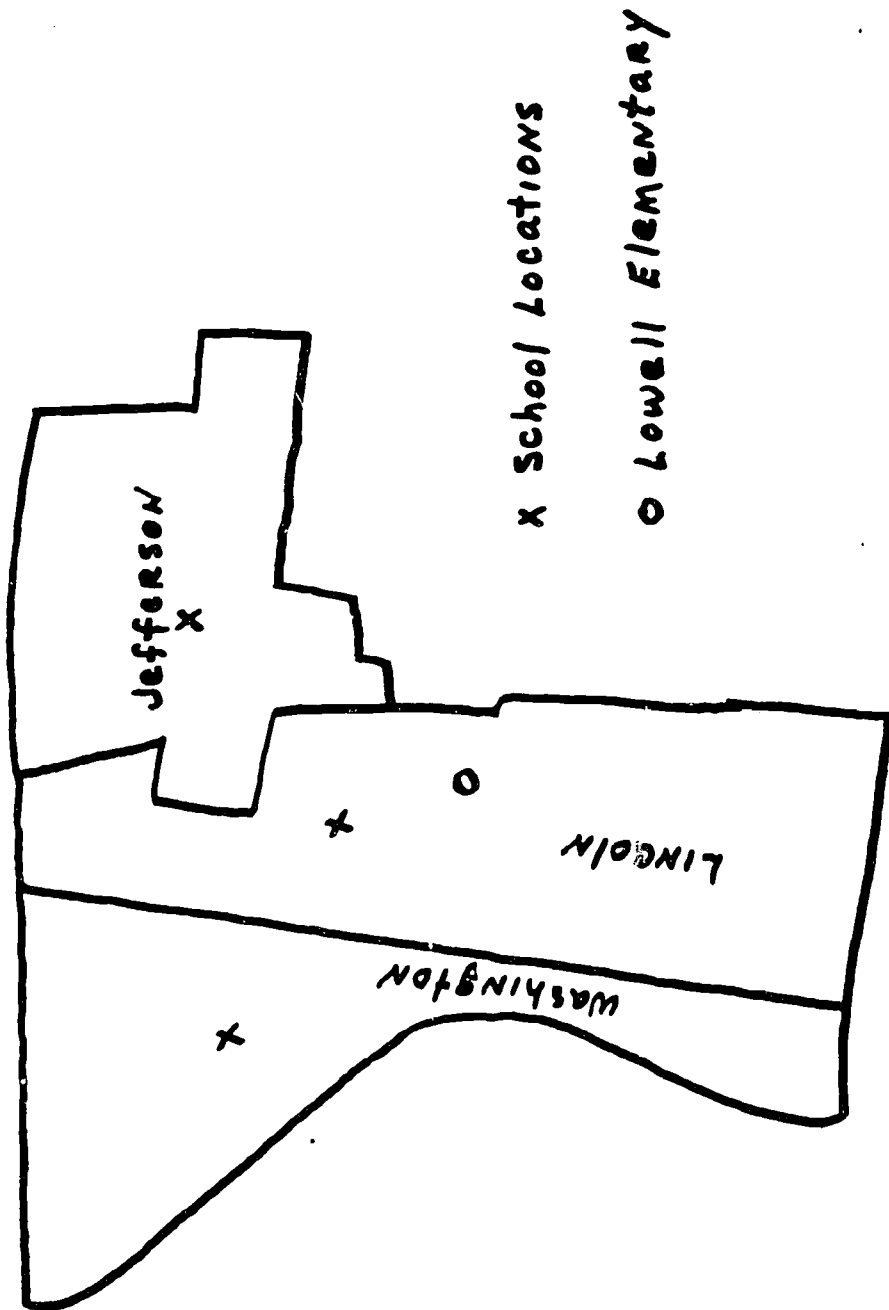 Jefferson
x
x
o
Lincoln
Washington
x
x School Locations
o Lowell Elementary